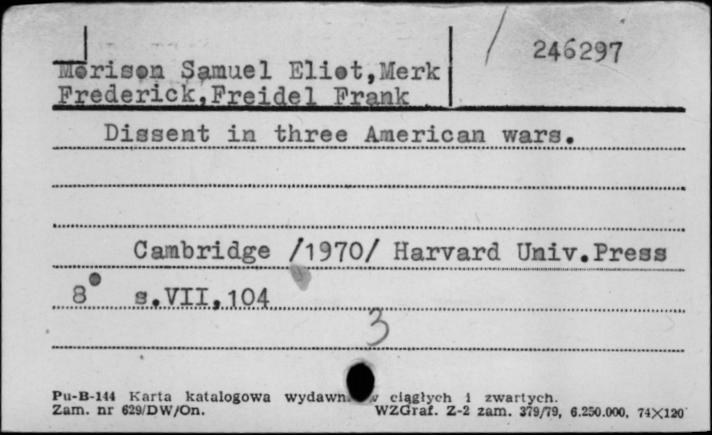 246297
Morison Samuel Eliot,Merk
Frederick,Freidel Frank
Dissent in three American wars.
Cambridge /1970/ Harvard Univ.Press
8° s.VII,104
3
Pu-B-144 Karta katalogowa wydawn ciągłych i zwartych.
Zam. nr 629/DW/On. WZGraf. Z-2 zam. 379/79, 6.250.000, 74×120